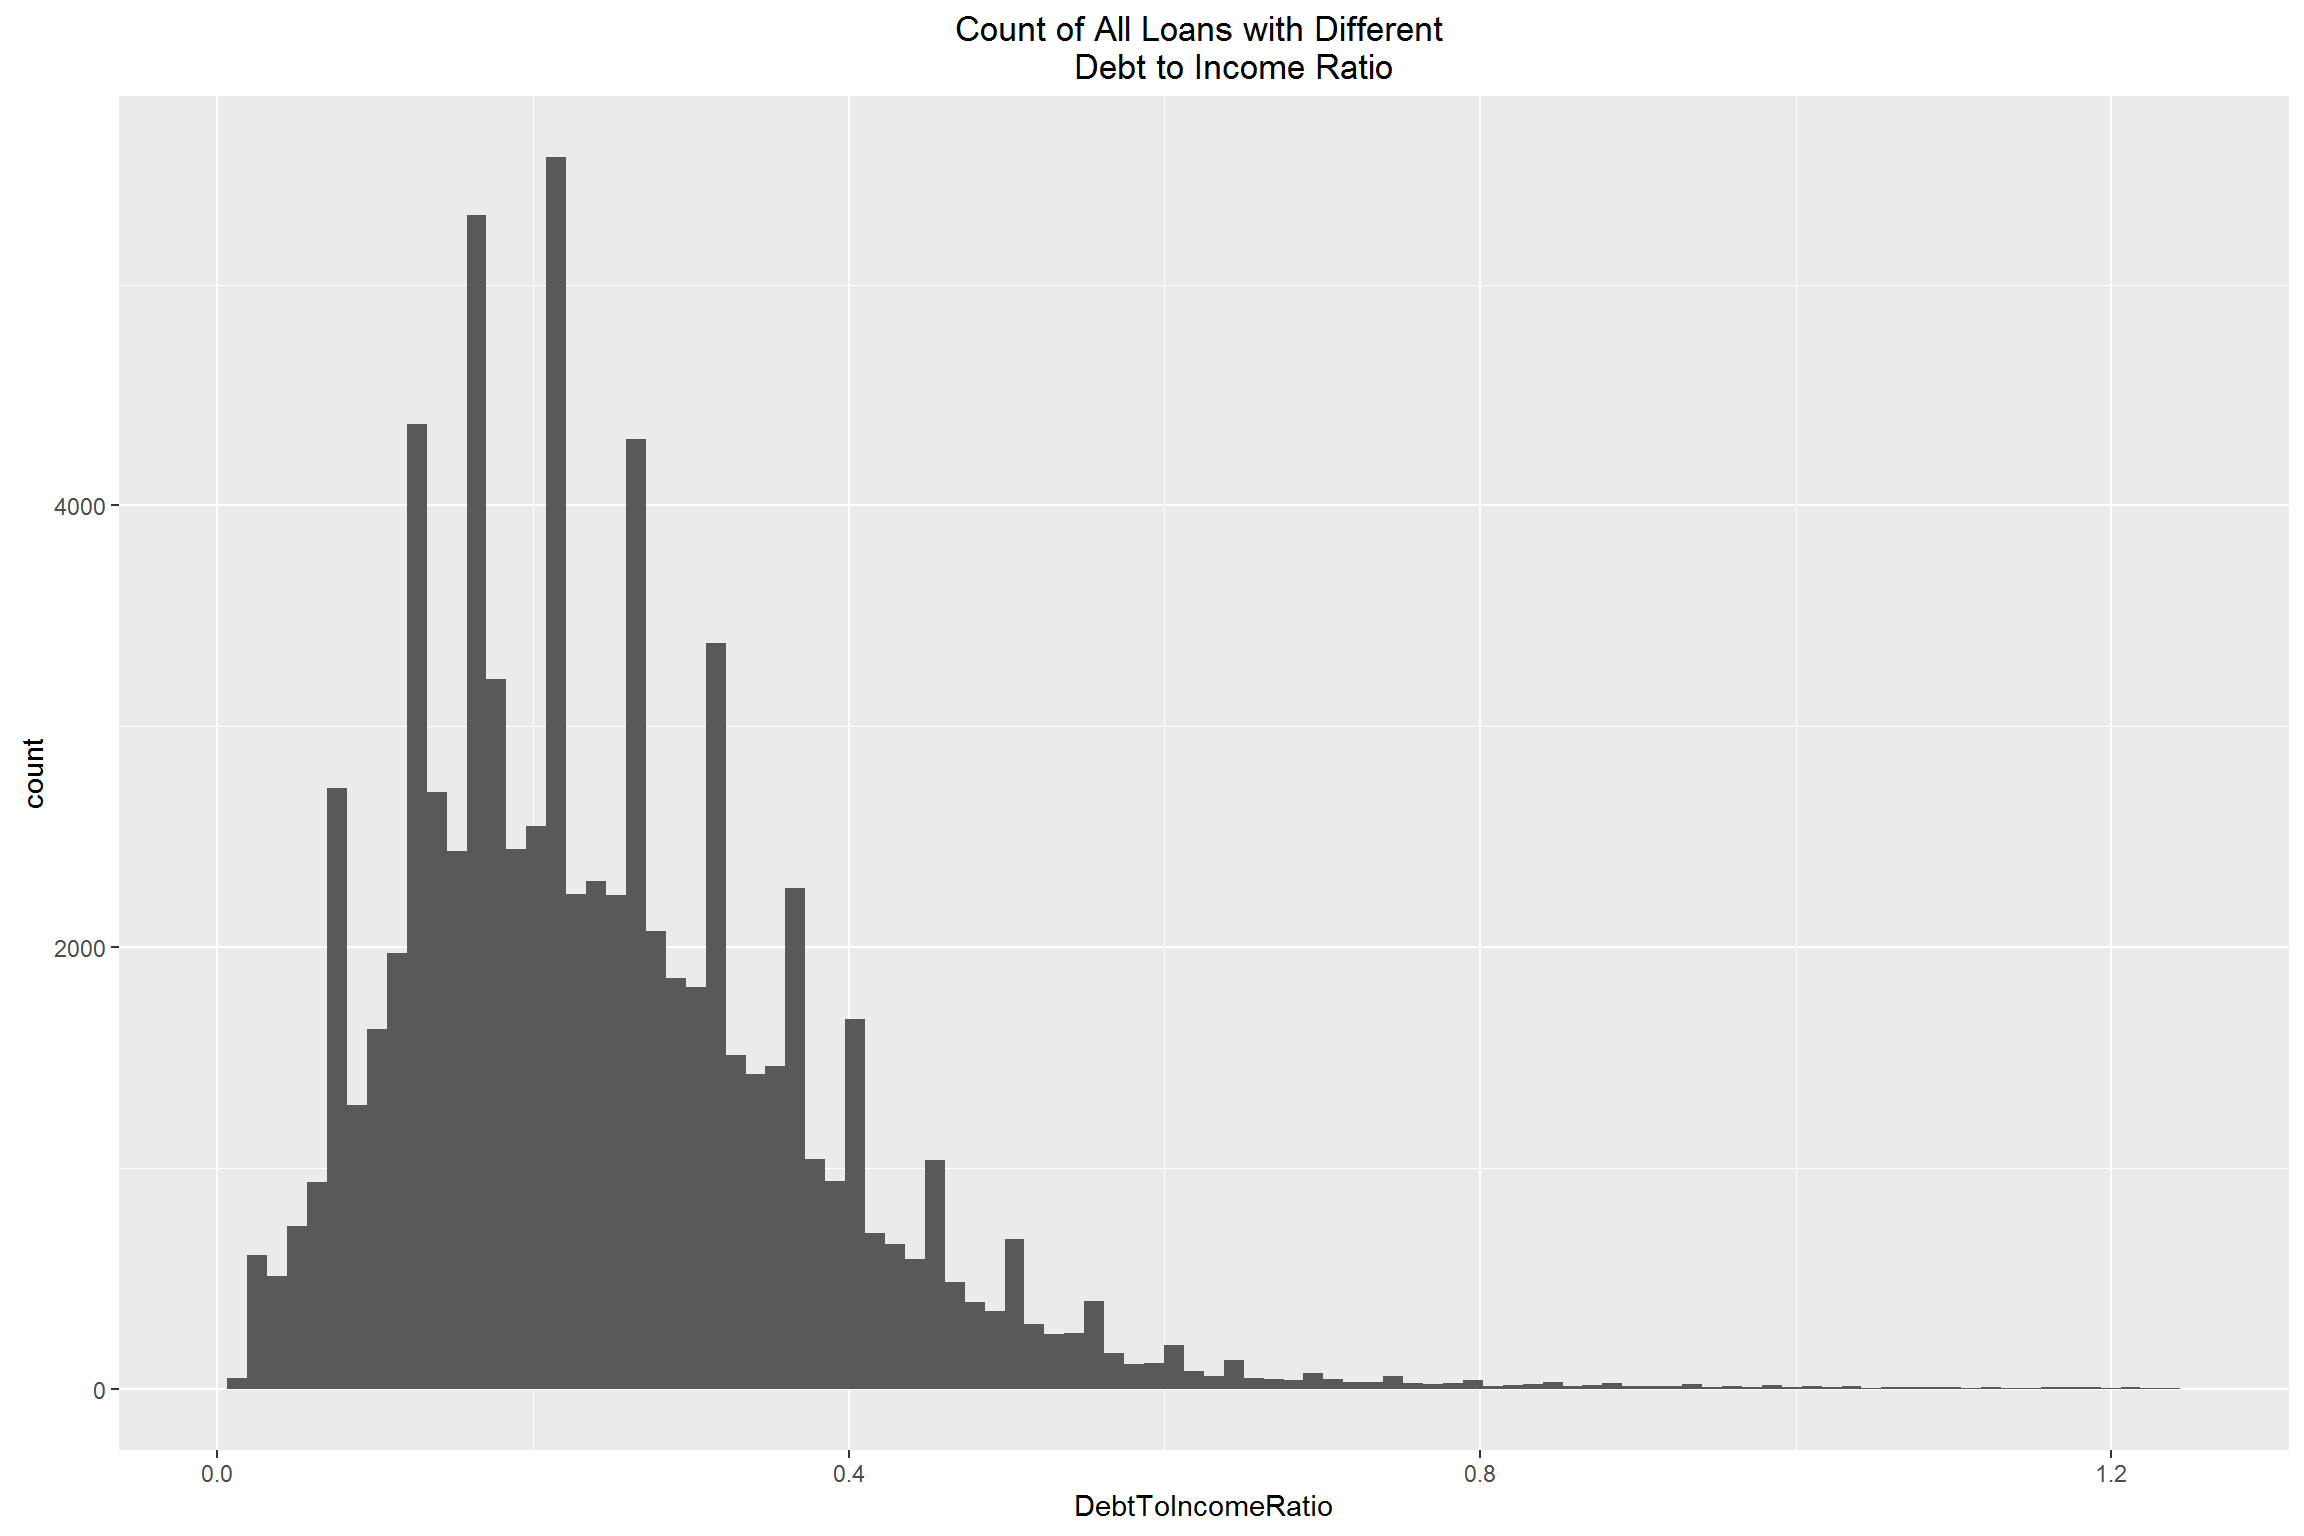 Count of All Loans with Different
Debt to Income Ratio
4000
2000
0
count
0.0
0.4
0.8
1.2
DebtToIncomeRatio